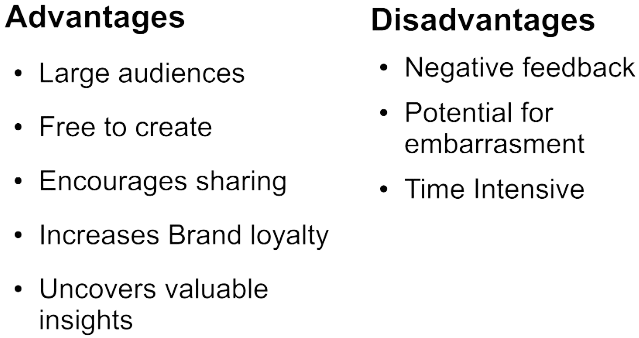 Advantages
• Large audiences
• Free to create
• Encourages sharing
• Increases Brand loyalty
• Uncovers valuable
insights
Disadvantages
• Negative feedback
• Potential for
embarrasment
• Time Intensive